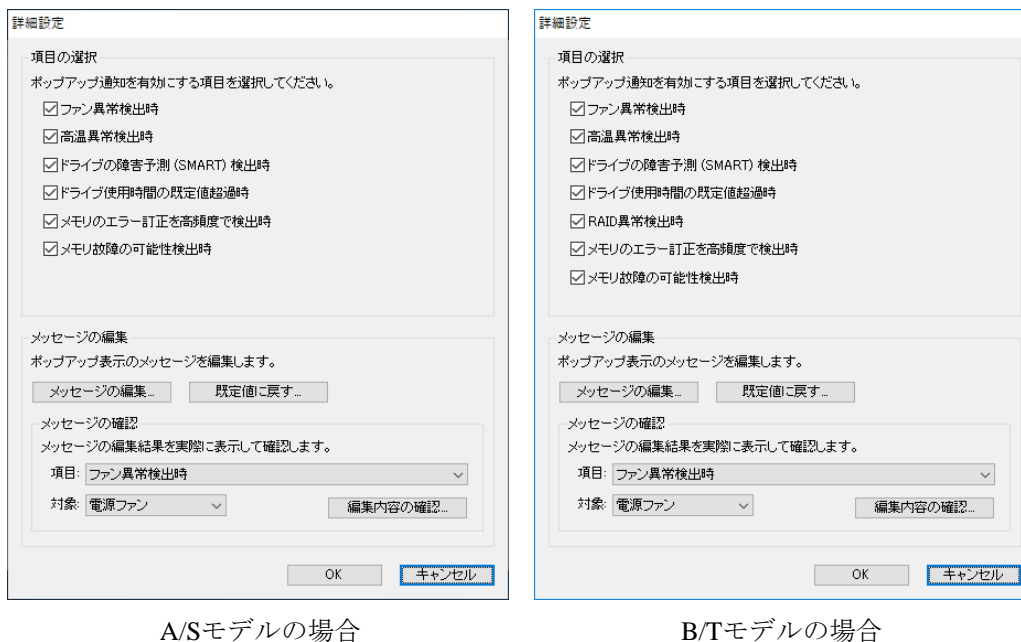 詳細設定
項目の選択
ポップアップ通知を有効にする項目を選択してください。
ファン異常検出時
高温異常検出時
ドライブの障害予測 (SMART) 検出時
ドライブ使用時間の既定値超過時
メモリのエラー訂正を高頻度で検出時
メモリ故障の可能性検出時
メッセージの編集
ポップアップ表示のメッセージを編集します。
メッセージの編集...
既定値に戻す...
メッセージの確認
メッセージの編集結果を実際に表示して確認します。
項目: ファン異常検出時
対象: 電源ファン
編集内容の確認...
OK
キャンセル
A/Sモデルの場合
詳細設定
項目の選択
ポップアップ通知を有効にする項目を選択してください。
ファン異常検出時
高温異常検出時
ドライブの障害予測 (SMART) 検出時
ドライブ使用時間の既定値超過時
RAID異常検出時
メモリのエラー訂正を高頻度で検出時
メモリ故障の可能性検出時
メッセージの編集
ポップアップ表示のメッセージを編集します。
メッセージの編集...
既定値に戻す...
メッセージの確認
メッセージの編集結果を実際に表示して確認します。
項目: ファン異常検出時
対象: 電源ファン
編集内容の確認...
OK
キャンセル
B/Tモデルの場合